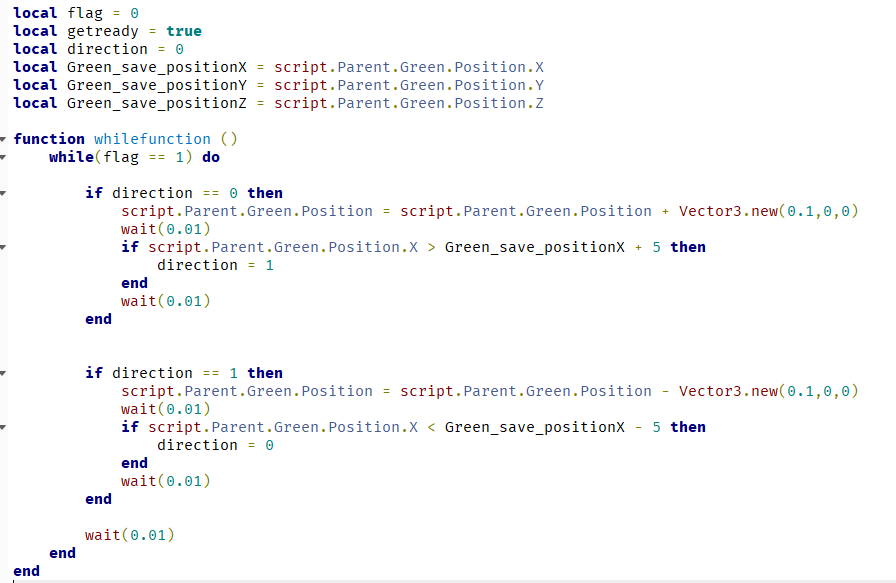 local flag = 0
local getready = true
local direction = 0
local Green_save_positionX = script.Parent.Green.Position.X
local Green_save_positionY = script.Parent.Green.Position.Y
local Green_save_positionZ = script.Parent.Green.Position.Z

function whilefunction ()
    while(flag == 1) do

        if direction == 0 then
            script.Parent.Green.Position = script.Parent.Green.Position + Vector3.new(0.1,0,0)
            wait(0.01)
            if script.Parent.Green.Position.X > Green_save_positionX + 5 then
                direction = 1
            end
            wait(0.01)
        end


        if direction == 1 then
            script.Parent.Green.Position = script.Parent.Green.Position - Vector3.new(0.1,0,0)
            wait(0.01)
            if script.Parent.Green.Position.X < Green_save_positionX - 5 then
                direction = 0
            end
            wait(0.01)
        end

        wait(0.01)
    end
end